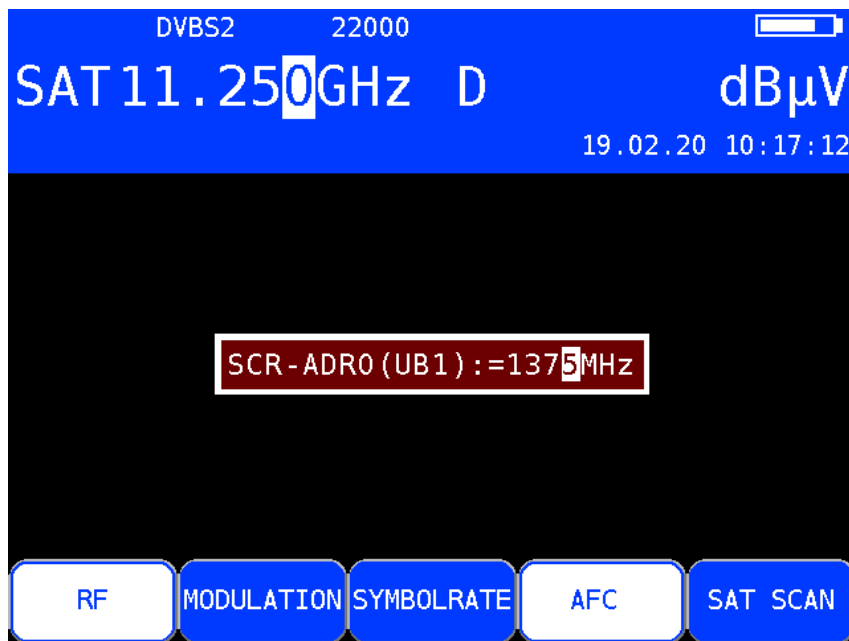 DVBS2 22000
SAT 11.250GHz D dBµV
19.02.20 10:17:12
SCR-ADR0(UB1):=1375MHz
RF MODULATION SYMBOLRATE AFC SAT SCAN